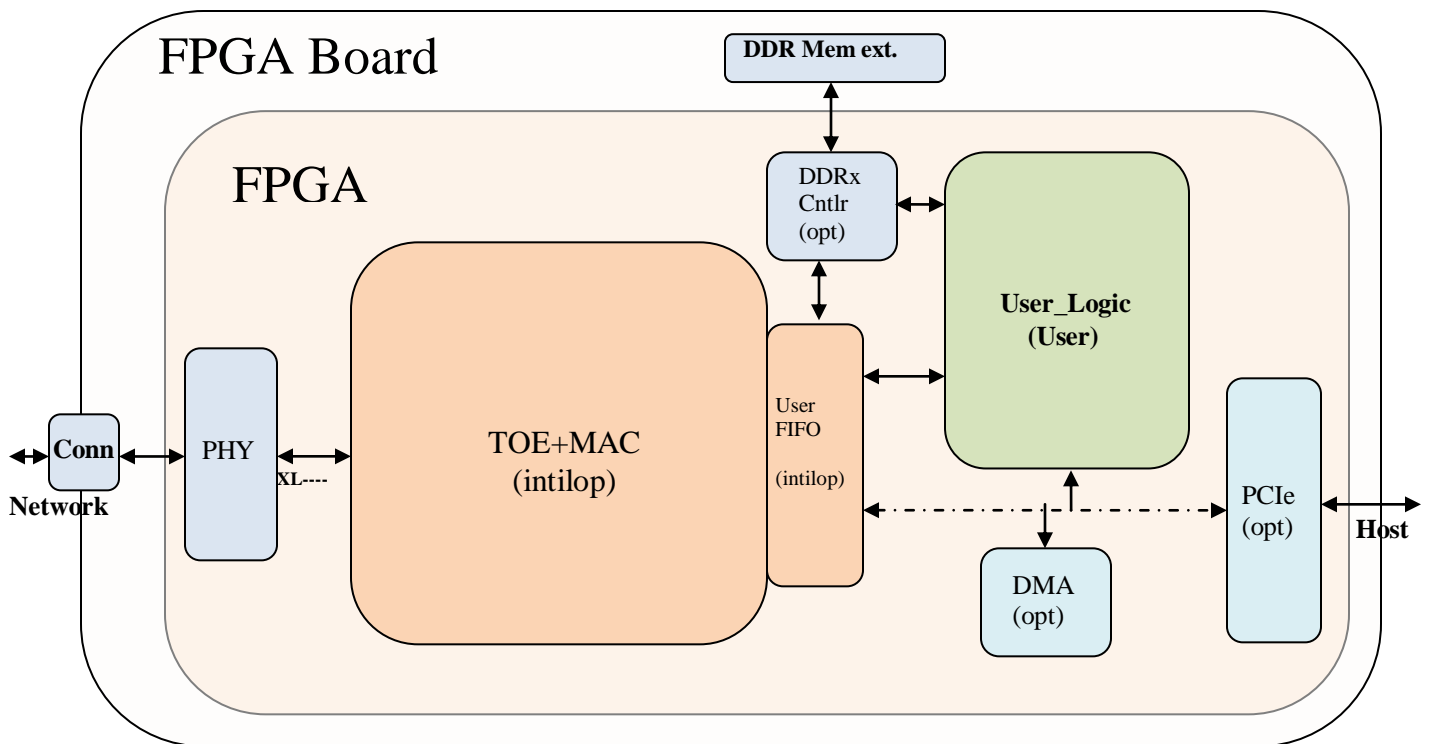 FPGA Board
DDR Mem ext.
FPGA
DDRx
Cntlr
(opt)
User_Logic
(User)
Conn
PHY
XL----
TOE+MAC
(intilop)
User
FIFO
(intilop)
Network
PCIe
(opt)
Host
DMA
(opt)